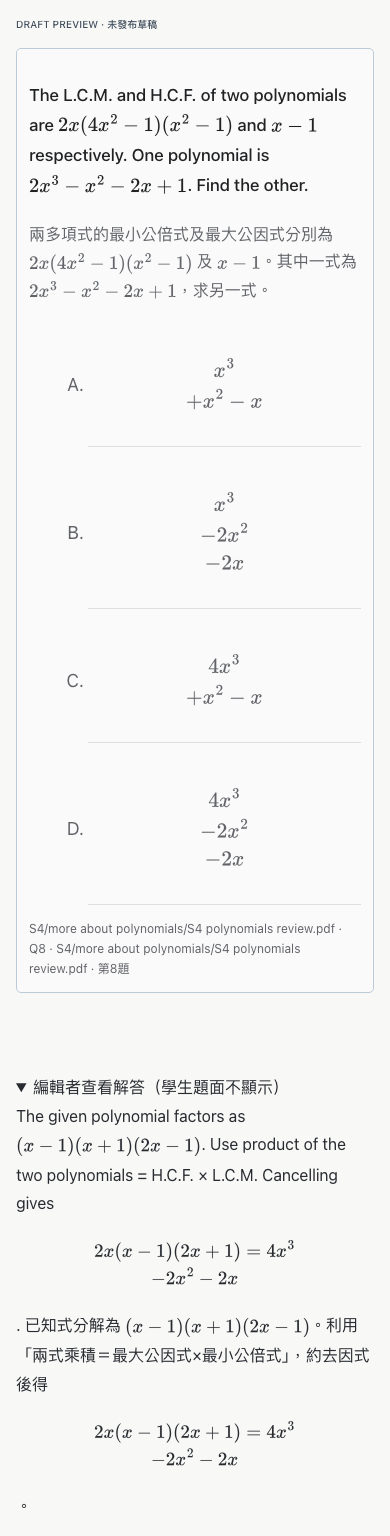 DRAFT PREVIEW · 未發布草稿
The L.C.M. and H.C.F. of two polynomials
are 2x(4x² − 1)(x² − 1) and x − 1
respectively. One polynomial is
2x³ − x² − 2x + 1. Find the other.
兩多項式的最小公倍式及最大公因式分別為
2x(4x² − 1)(x² − 1) 及 x − 1。其中一式為
2x³ − x² − 2x + 1，求另一式。
A.
x³
+x² − x
B.
x³
−2x²
−2x
C.
4x³
+x² − x
D.
4x³
−2x²
−2x
S4/more about polynomials/S4 polynomials review.pdf ·
Q8 · S4/more about polynomials/S4 polynomials
review.pdf · 第8題
▼ 編輯者查看解答（學生題面不顯示）
The given polynomial factors as
(x − 1)(x + 1)(2x − 1). Use product of the
two polynomials = H.C.F. × L.C.M. Cancelling
gives
2x(x − 1)(2x + 1) = 4x³
−2x² − 2x
. 已知式分解為 (x − 1)(x + 1)(2x − 1)。利用
「兩式乘積＝最大公因式×最小公倍式」，約去因式
後得
2x(x − 1)(2x + 1) = 4x³
−2x² − 2x
。